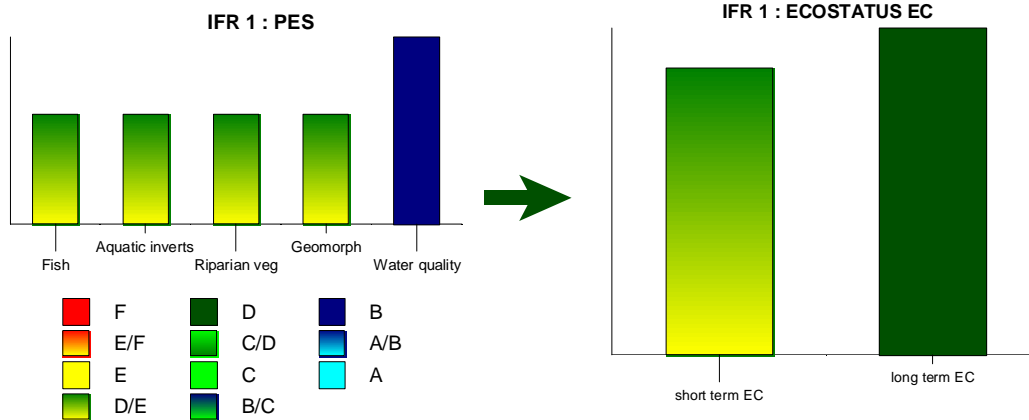 IFR 1 : PES
Fish
Aquatic inverts
Riparian veg
Geomorph
Water quality
F
E/F
E
D/E
D
C/D
C
B/C
B
A/B
A
IFR 1 : ECOSTATUS EC
short term EC
long term EC